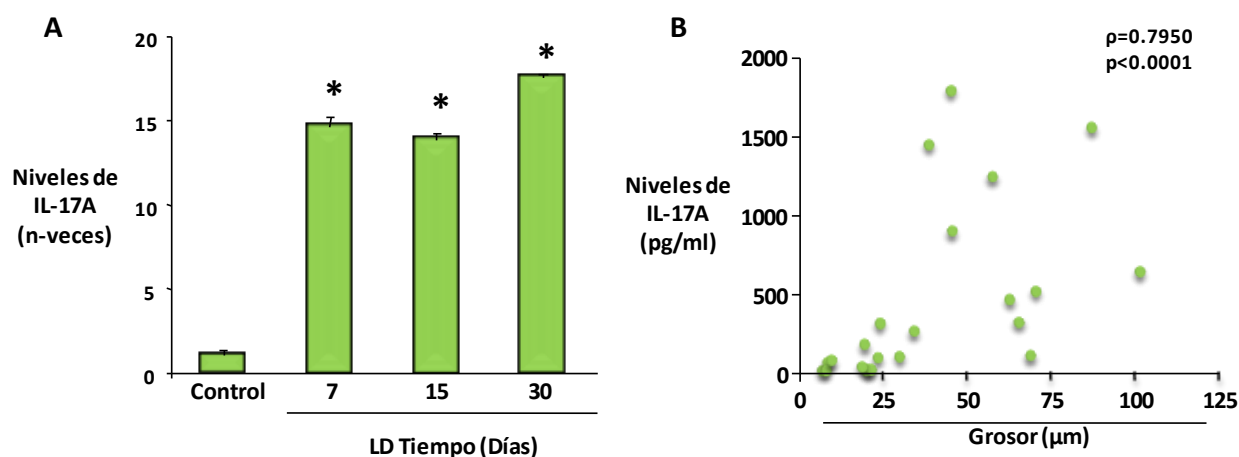 A
Niveles de
IL-17A
(n-veces)
20
15
10
5
0
*
*
*
Control
7
15
30
LD Tiempo (Días)
B
ρ=0.7950
p<0.0001
Niveles de
IL-17A
(pg/ml)
2000
1500
1000
500
0
0
25
50
75
100
125
Grosor (μm)